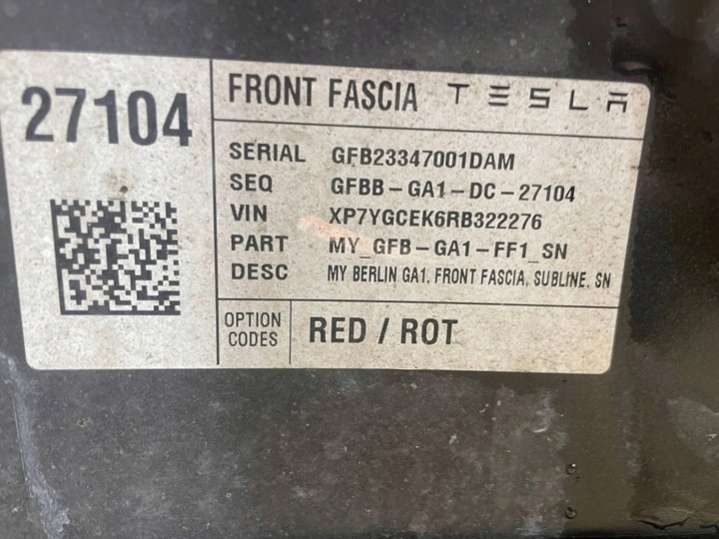 27104
FRONT FASCIA TESLA
SERIAL GFB23347001DAM
SEQ GFBB-GA1-DC-27104
VIN XP7YGCEK6RB322276
PART MY_GFB-GA1-FF1_SN
DESC MY BERLIN GA1, FRONT FASCIA, SUBLINE, SN
OPTION CODES RED / ROT